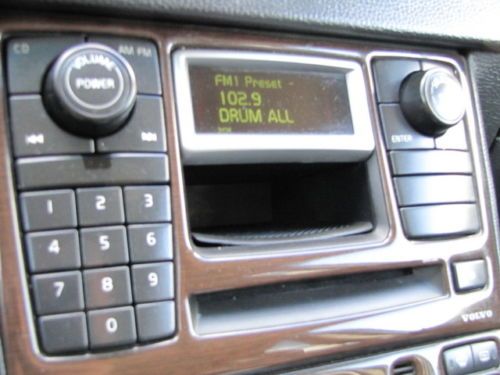 CD
AM FM
VOLUME
POWER
FM1 Preset -
102.9
DRUM ALL
ENTER
1 2 3
4 5 6
7 8 9
0
VOLVO